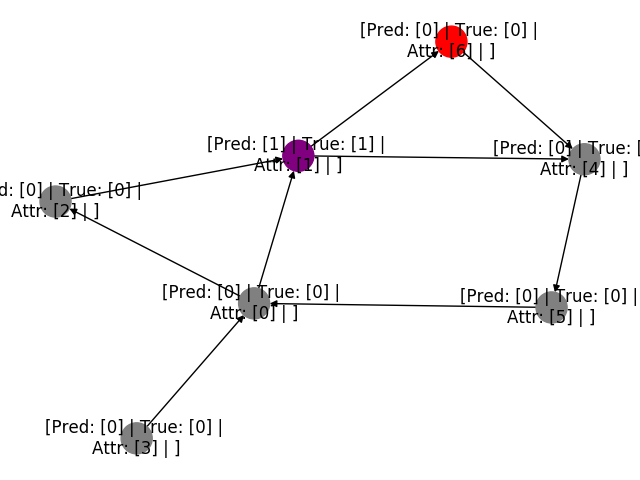 [Pred: [0] | True: [0] |
Attr: [6] | ]
[Pred: [1] | True: [1] |
Attr: [1] | ]
[Pred: [0] | True: [
Attr: [4] | ]
d: [0] | True: [0] |
Attr: [2] | ]
[Pred: [0] | True: [0] |
Attr: [0] | ]
[Pred: [0] | True: [0] |
Attr: [5] | ]
[Pred: [0] | True: [0] |
Attr: [3] | ]